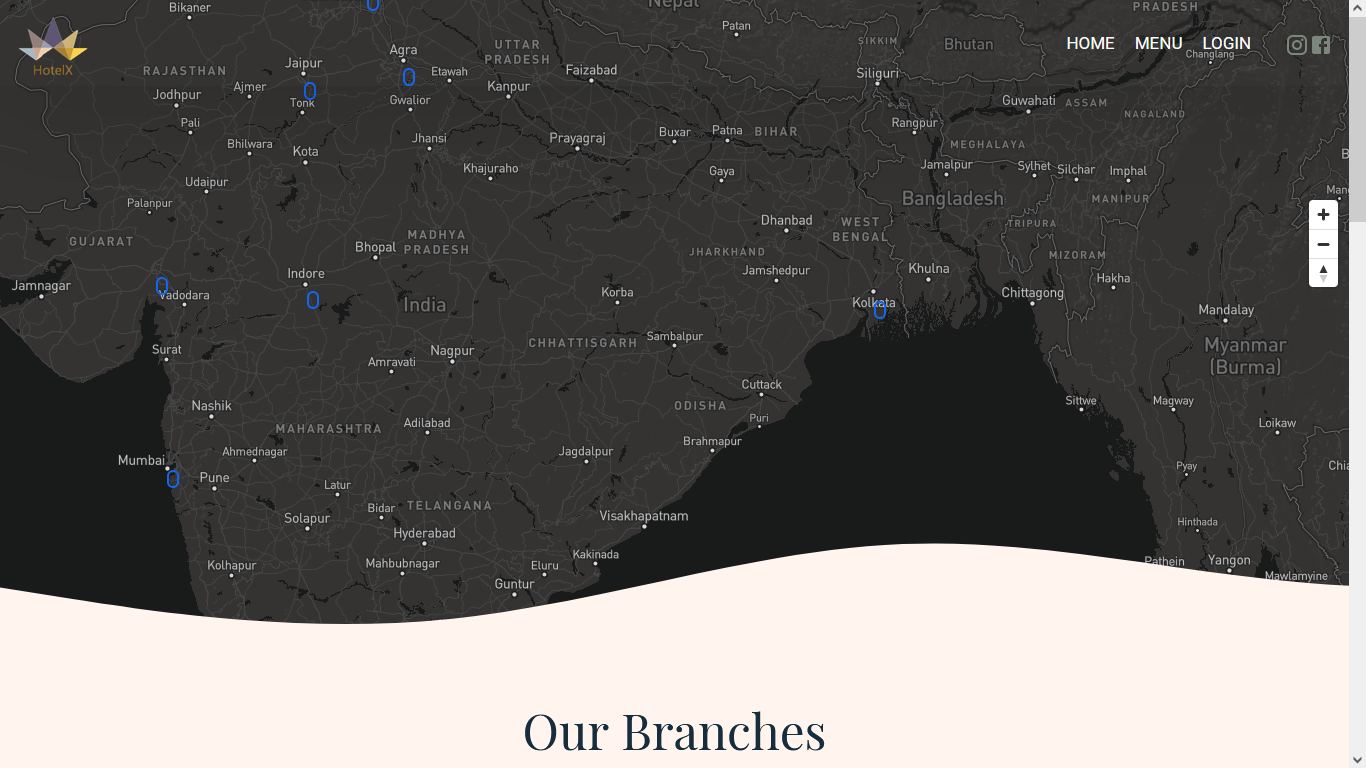 HotelX
HOME MENU LOGIN
Bikaner
Nepal
Patan
PRADESH
SIKKIM
Bhutan
Changlang
Agra
UTTAR
PRADESH
Jaipur
RAJASTHAN
Etawah
Faizabad
Siliguri
Ajmer
Kanpur
Jodhpur
Tonk
Gwalior
Guwahati
ASSAM
NAGALAND
Pali
Rangpur
Bhilwara
Jhansi
Prayagraj
Buxar
Patna
BIHAR
MEGHALAYA
Kota
Khajuraho
Gaya
Jamalpur
Sylhet
Silchar
Imphal
Udaipur
Palanpur
Bangladesh
MANIPUR
Dhanbad
WEST
BENGAL
TRIPURA
GUJARAT
MADHYA
PRADESH
Bhopal
JHARKHAND
MIZORAM
Jamshedpur
Khulna
Indore
Hakha
Jamnagar
Vadodara
India
Korba
Kolkata
Chittagong
Mandalay
Surat
Nagpur
CHHATTISGARH
Sambalpur
Myanmar
(Burma)
Amravati
Cuttack
Nashik
ODISHA
Puri
Sittwe
Magway
MAHARASHTRA
Adilabad
Loikaw
Brahmapur
Mumbai
Ahmednagar
Jagdalpur
Pyay
Pune
Latur
Bidar
TELANGANA
Solapur
Visakhapatnam
Hinthada
Hyderabad
Kakinada
Kolhapur
Mahbubnagar
Eluru
Pathein
Yangon
Guntur
Mawlamyine
Our Branches